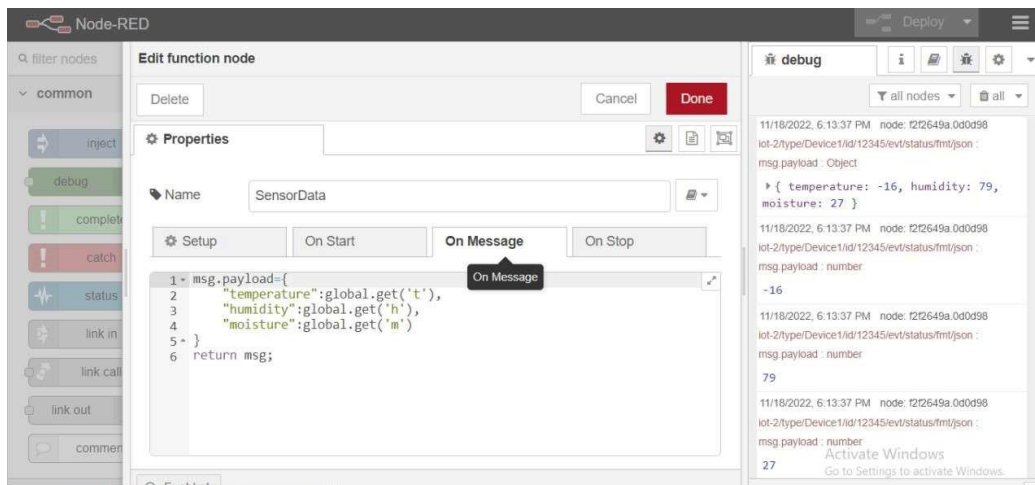 Node-RED
Deploy
filter nodes
common
inject
debug
complete
catch
status
link in
link call
link out
commen
Edit function node
Delete
Cancel
Done
Properties
Name
SensorData
Setup
On Start
On Message
On Stop
On Message
1 msg.payload={
2 "temperature":global.get('t'),
3 "humidity":global.get('h'),
4 "moisture":global.get('m')
5 }
6 return msg;
debug
i
all nodes
all
11/18/2022, 6:13:37 PM node: f2f2649a.0d0d98
iot-2/type/Device1/id/12345/evt/status/fmt/json :
msg.payload : Object
{ temperature: -16, humidity: 79,
moisture: 27 }
11/18/2022, 6:13:37 PM node: f2f2649a.0d0d98
iot-2/type/Device1/id/12345/evt/status/fmt/json :
msg.payload : number
-16
11/18/2022, 6:13:37 PM node: f2f2649a.0d0d98
iot-2/type/Device1/id/12345/evt/status/fmt/json :
msg.payload : number
79
11/18/2022, 6:13:37 PM node: f2f2649a.0d0d98
iot-2/type/Device1/id/12345/evt/status/fmt/json :
msg.payload : number
27
Activate Windows
Go to Settings to activate Windows.